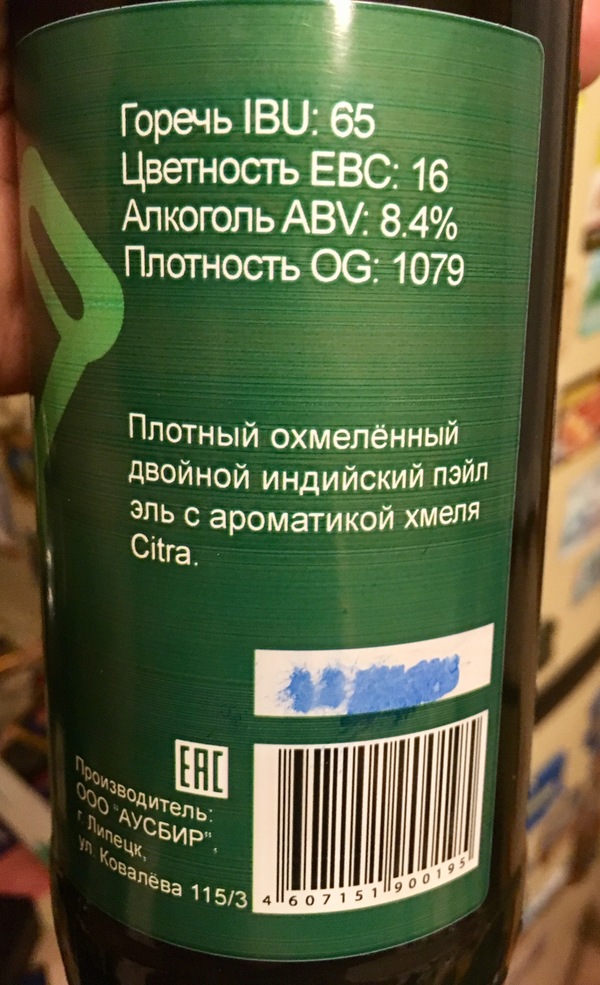 Горечь IBU: 65
Цветность EBC: 16
Алкоголь ABV: 8.4%
Плотность OG: 1079
Плотный охмелённый
двойной индийский пэйл
эль с ароматикой хмеля
Citra.
EAC
Производитель:
ООО "АУСБИР",
г Липецк,
ул. Ковалёва 115/3
4 607151 900195